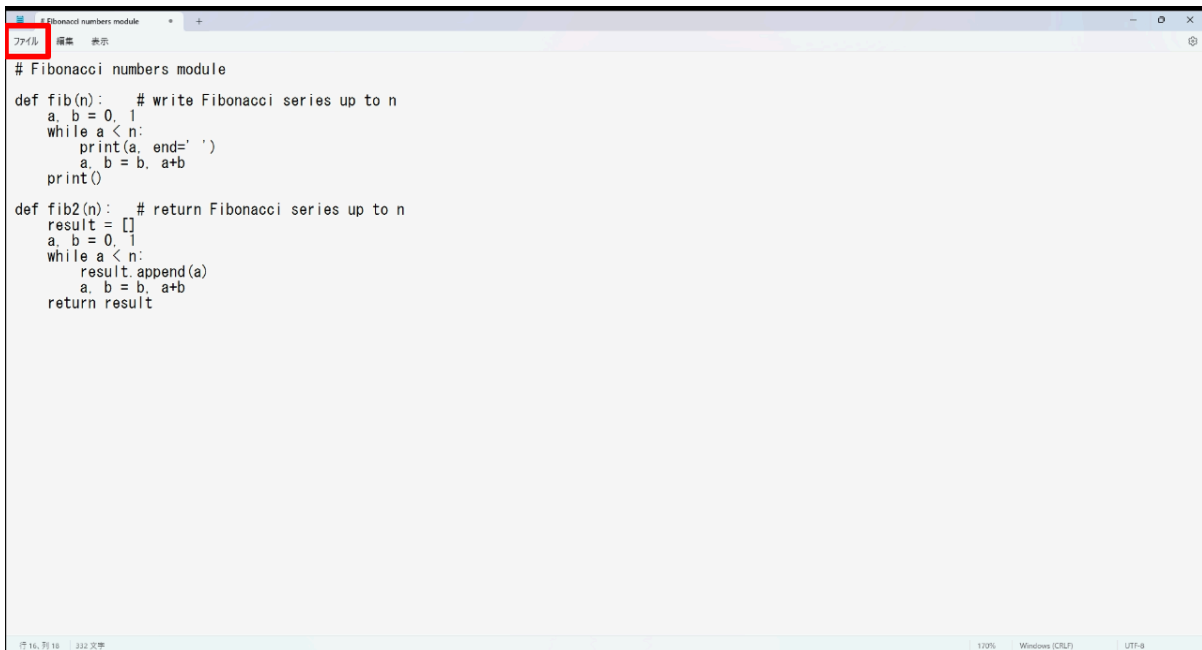 # Fibonacci numbers module
ファイル 編集 表示
# Fibonacci numbers module
def fib(n):    # write Fibonacci series up to n
    a, b = 0, 1
    while a < n:
        print(a, end=' ')
        a, b = b, a+b
    print()
def fib2(n):   # return Fibonacci series up to n
    result = []
    a, b = 0, 1
    while a < n:
        result.append(a)
        a, b = b, a+b
    return result
行 16、列 18 332 文字 170% Windows (CRLF) UTF-8